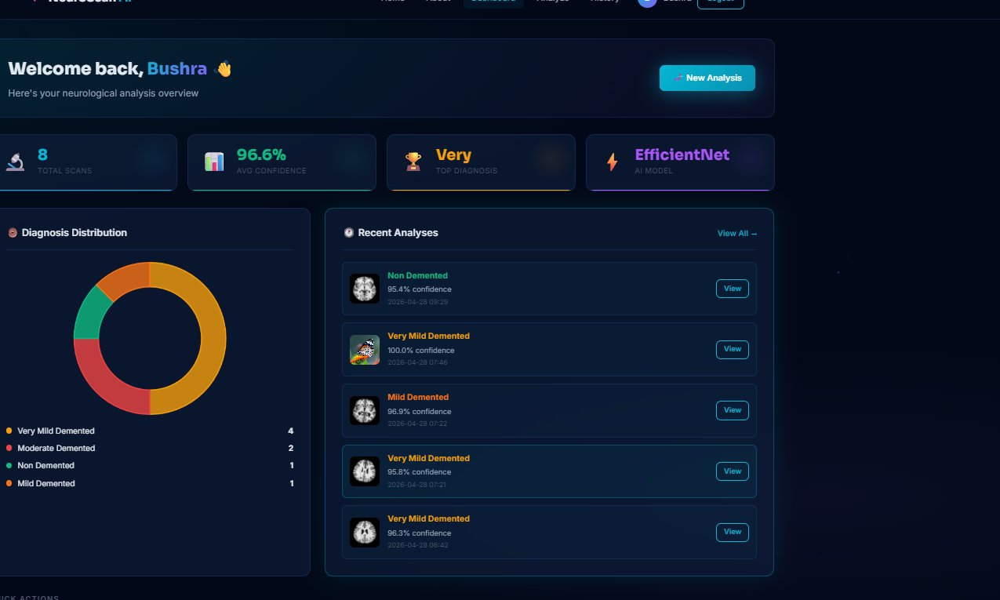 Welcome back, Bushra 👋
Here's your neurological analysis overview
New Analysis
8
TOTAL SCANS
96.6%
AVG CONFIDENCE
Very
TOP DIAGNOSIS
EfficientNet
AI MODEL
Diagnosis Distribution
Very Mild Demented 4
Moderate Demented 2
Non Demented 1
Mild Demented 1
Recent Analyses
View All →
Non Demented
95.4% confidence
2026-04-28 09:29
View
Very Mild Demented
100.0% confidence
2026-04-28 07:46
View
Mild Demented
96.9% confidence
2026-04-28 07:22
View
Very Mild Demented
95.8% confidence
2026-04-28 07:21
View
Very Mild Demented
96.3% confidence
2026-04-28 06:42
View
ICK ACTIONS